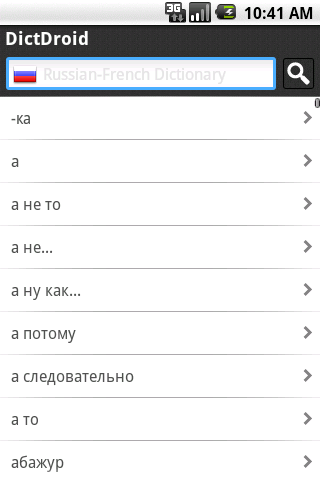 3G 10:41 AM
DictDroid
Russian-French Dictionary
-ка
а
а не то
а не...
а ну как...
а потому
а следовательно
а то
абажур